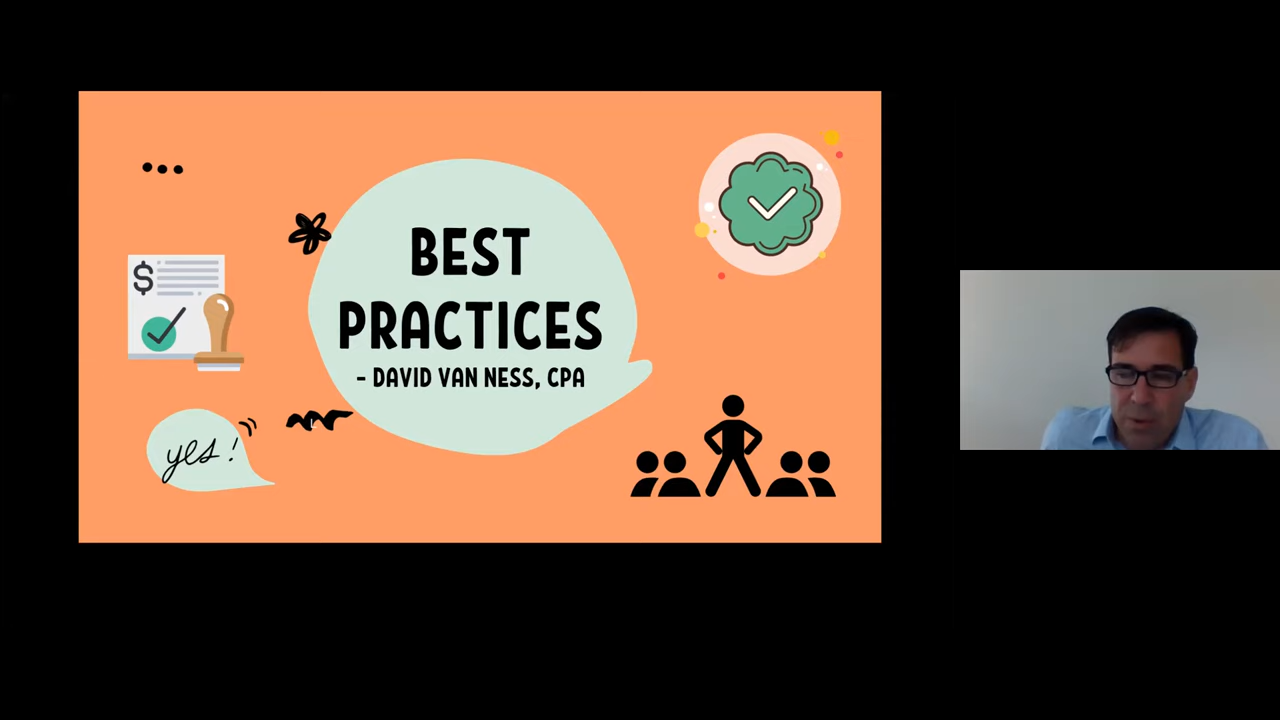 BEST
PRACTICES
- DAVID VAN NESS, CPA
$
yes!